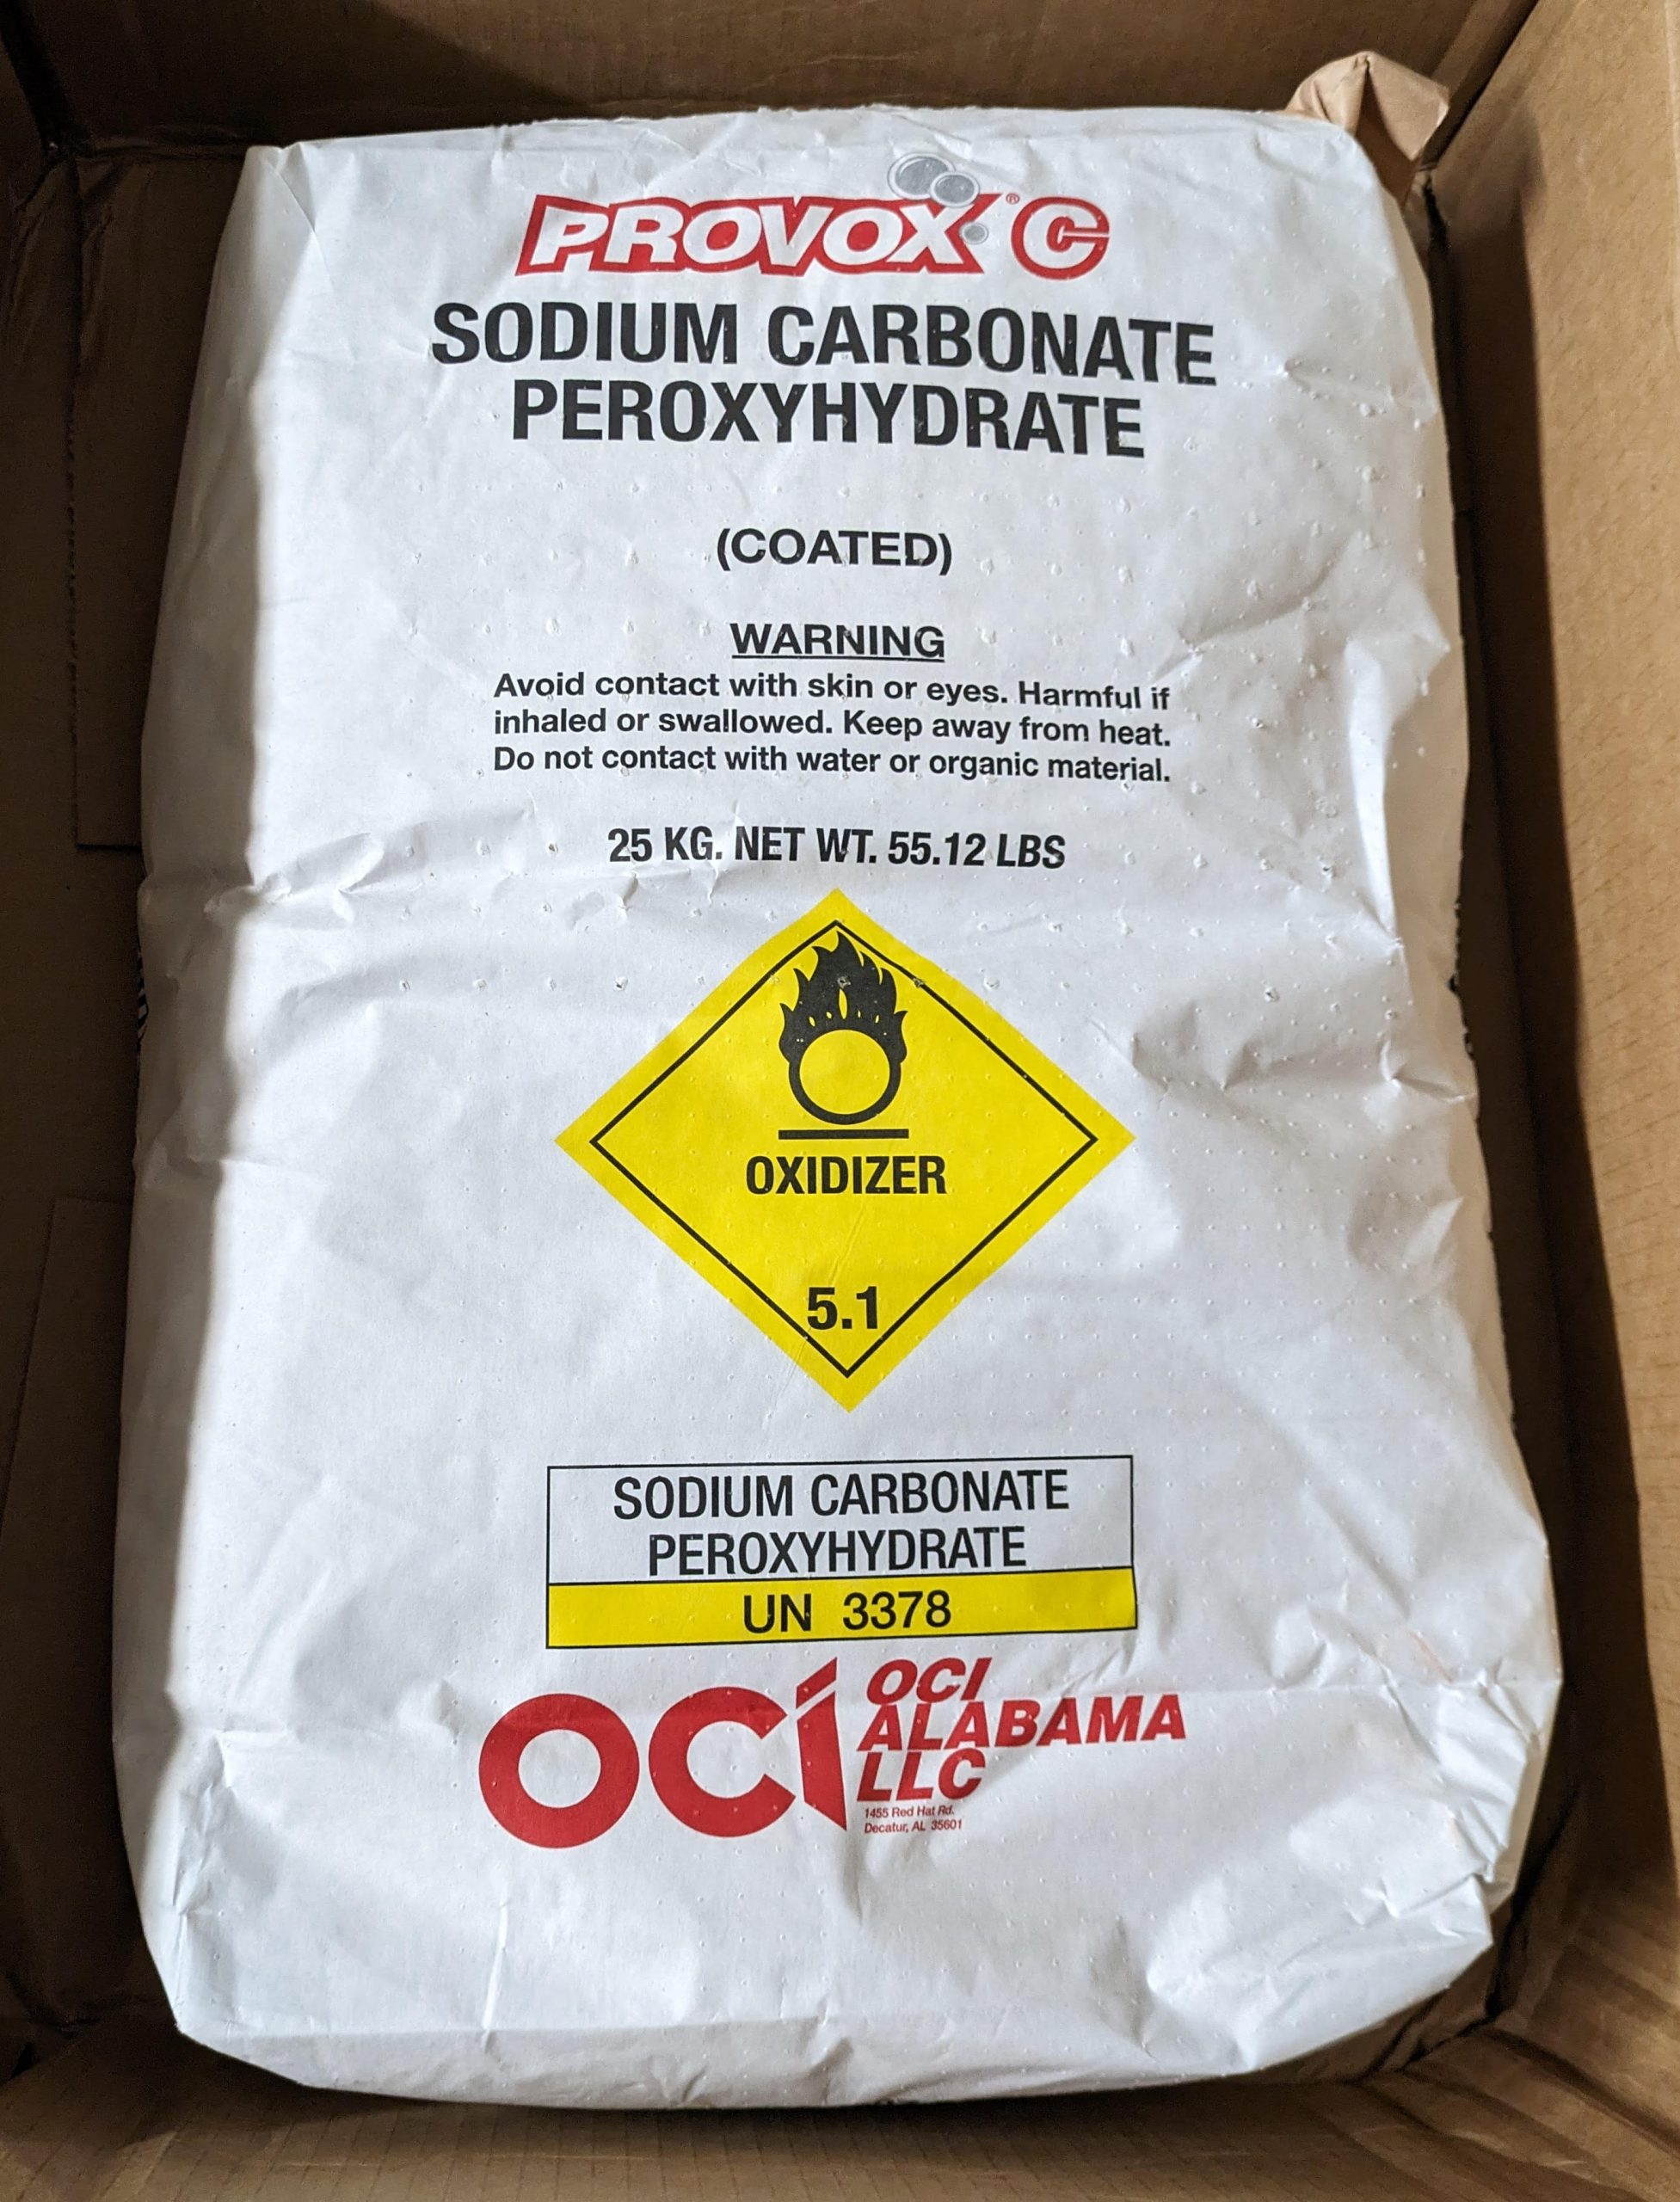 PROVOX® C
SODIUM CARBONATE
PEROXYHYDRATE
(COATED)
WARNING
Avoid contact with skin or eyes. Harmful if
inhaled or swallowed. Keep away from heat.
Do not contact with water or organic material.
25 KG. NET WT. 55.12 LBS
OXIDIZER
5.1
SODIUM CARBONATE
PEROXYHYDRATE
UN 3378
OCI
OCI
ALABAMA
LLC
1455 Red Hat Rd.
Decatur, AL 35601